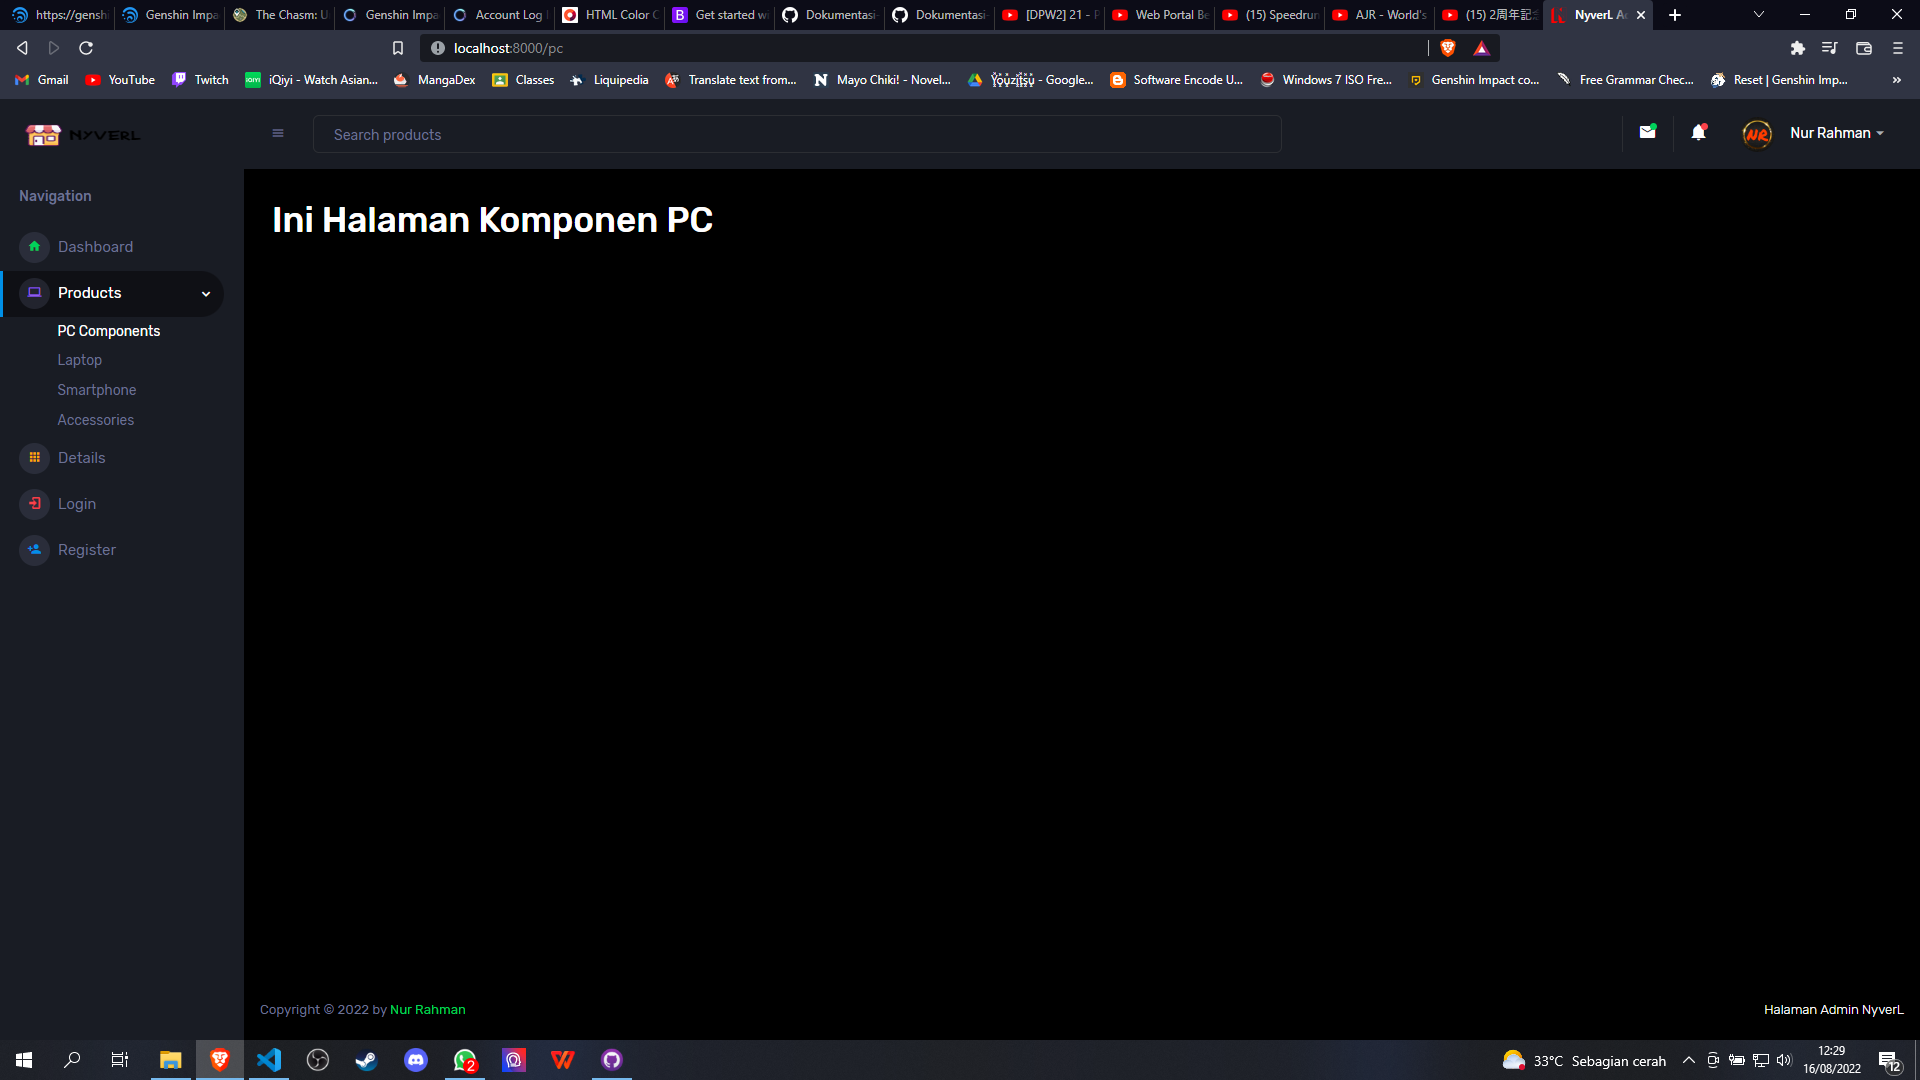 https://genshi
Genshin Impa
The Chasm: U
Genshin Impa
Account Log
HTML Color C
Get started w
Dokumentasi-
Dokumentasi-
[DPW2] 21 - P
Web Portal Be
(15) Speedrun
AJR - World's
(15) 2周年記念
NyverL Ad
localhost:8000/pc
Gmail
YouTube
Twitch
iQiyi - Watch Asian...
MangaDex
Classes
Liquipedia
Translate text from...
Mayo Chiki! - Novel...
Youzitsu - Google...
Software Encode U...
Windows 7 ISO Fre...
Genshin Impact co...
Free Grammar Chec...
Reset | Genshin Imp...
NYVERL
Search products
Nur Rahman
Navigation
Ini Halaman Komponen PC
Dashboard
Products
PC Components
Laptop
Smartphone
Accessories
Details
Login
Register
Copyright © 2022 by Nur Rahman
Halaman Admin NyverL
2
33°C Sebagian cerah
12:29
16/08/2022
12